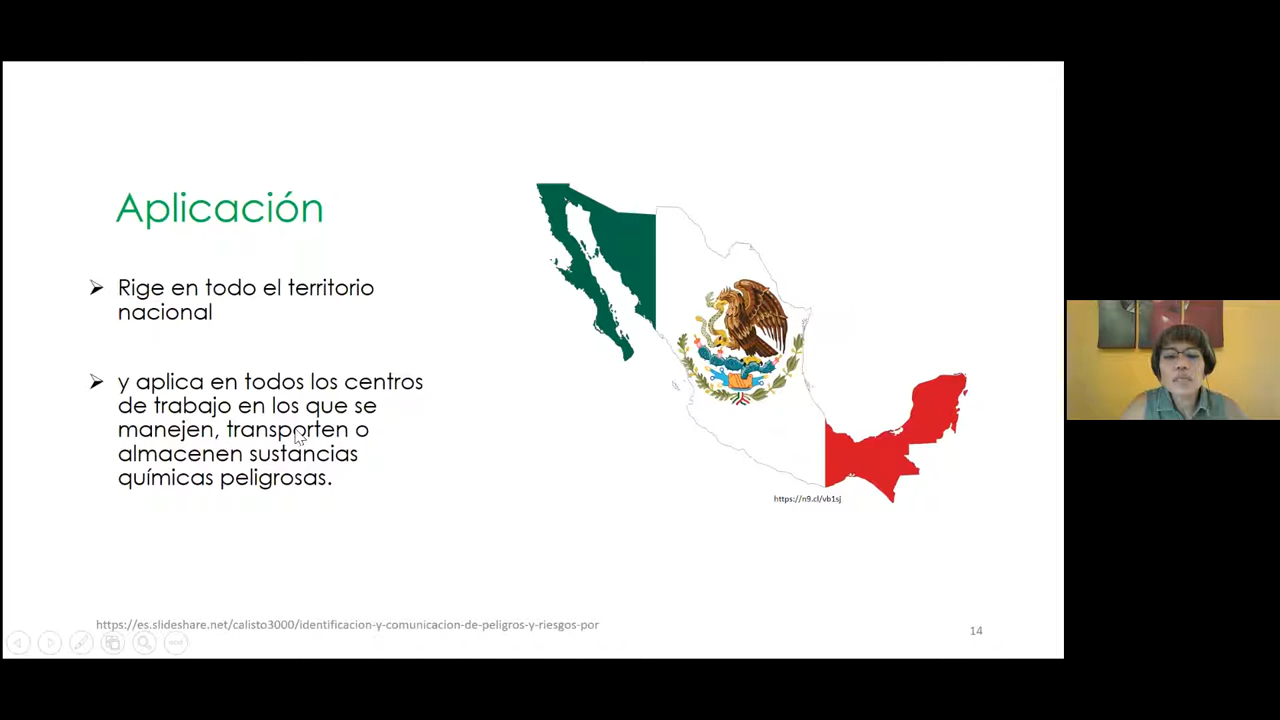 Aplicación
➢ Rige en todo el territorio
nacional
➢ y aplica en todos los centros
de trabajo en los que se
manejen, transporten o
almacenen sustancias
químicas peligrosas.
https://n9.cl/vb1sj
https://es.slideshare.net/calisto3000/identificacion-y-comunicacion-de-peligros-y-riesgos-por
14